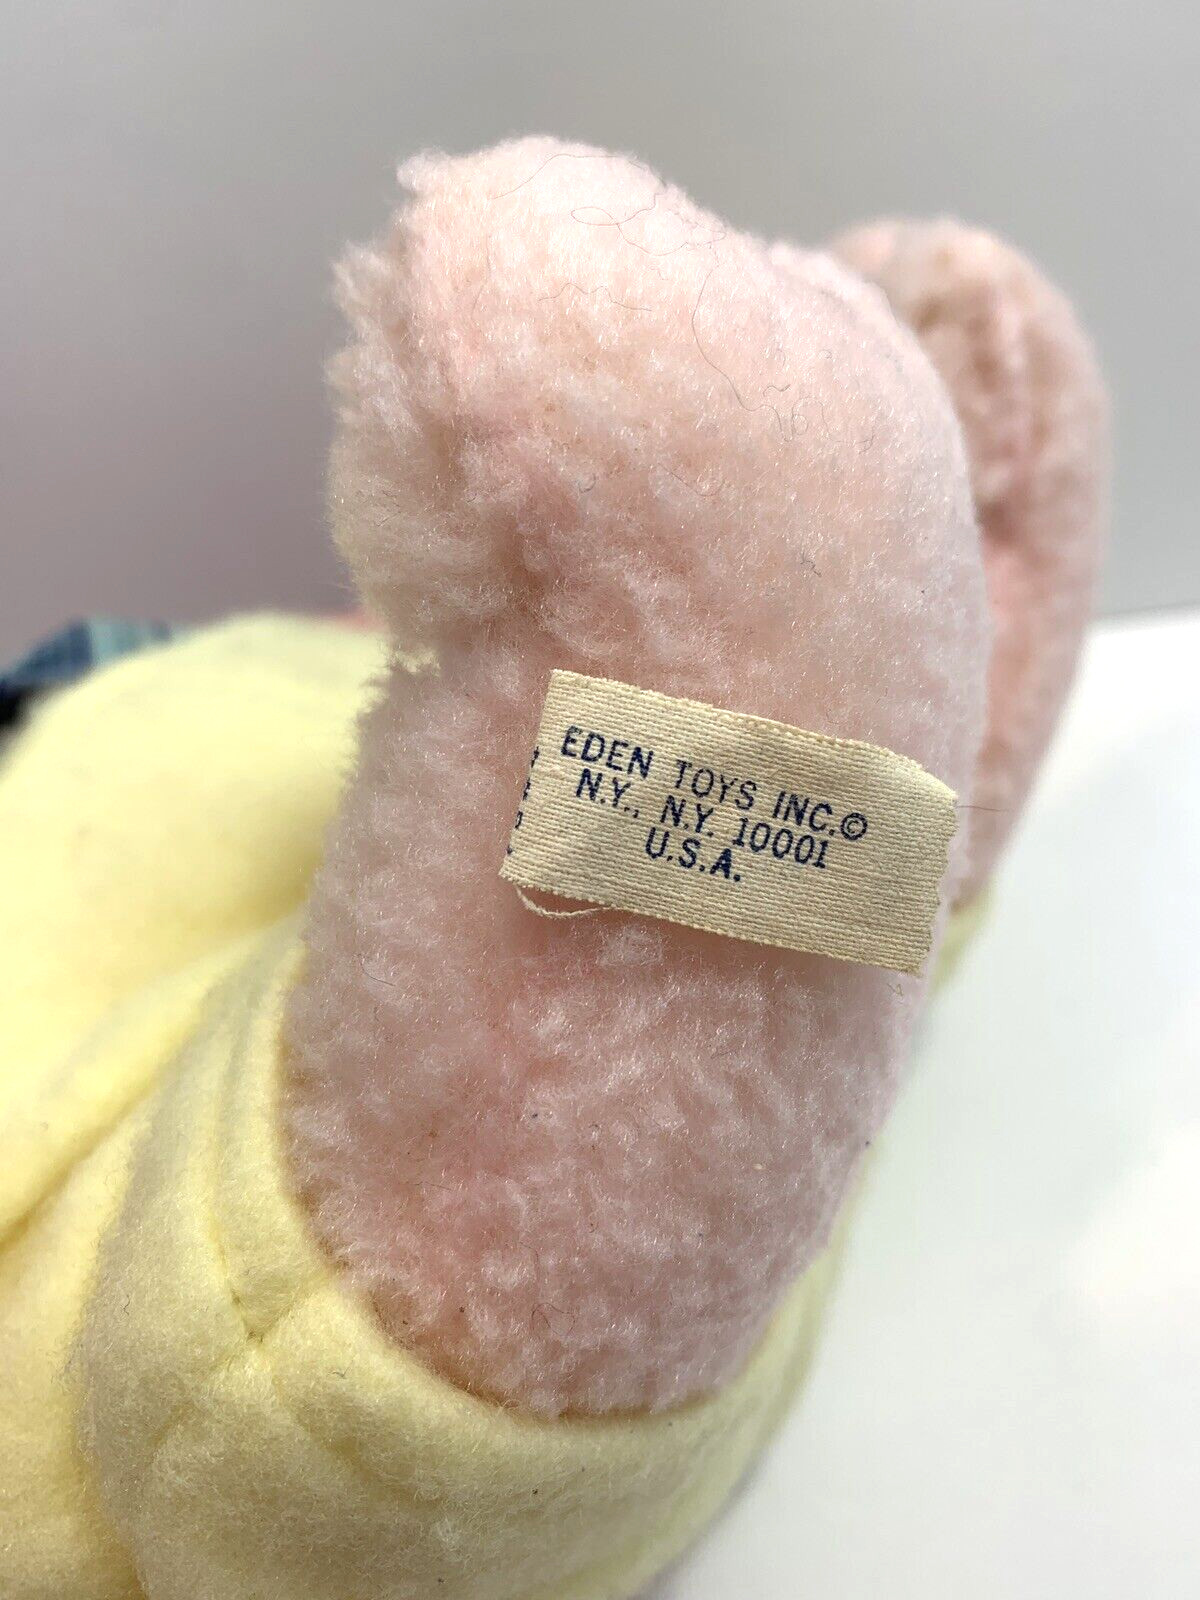 EDEN TOYS INC.©
N.Y., N.Y. 10001
U.S.A.